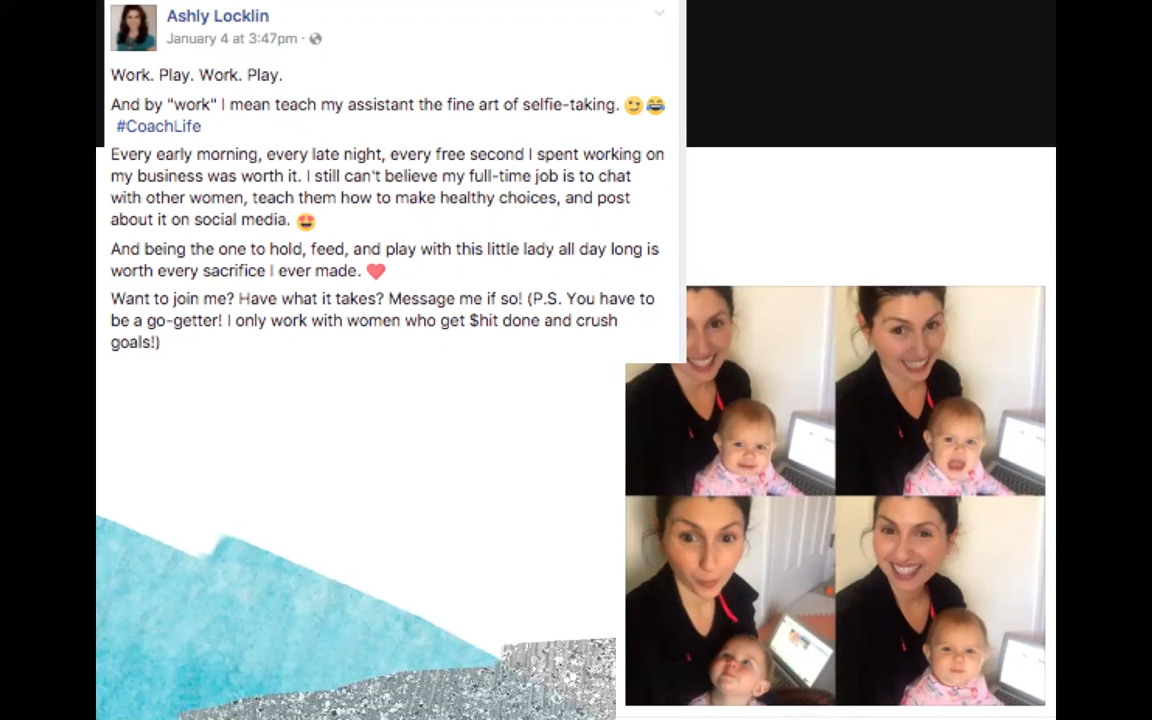 Ashly Locklin
January 4 at 3:47pm ·
Work. Play. Work. Play.
And by "work" I mean teach my assistant the fine art of selfie-taking. 😉😂
#CoachLife
Every early morning, every late night, every free second I spent working on
my business was worth it. I still can't believe my full-time job is to chat
with other women, teach them how to make healthy choices, and post
about it on social media. 😍
And being the one to hold, feed, and play with this little lady all day long is
worth every sacrifice I ever made. ❤️
Want to join me? Have what it takes? Message me if so! (P.S. You have to
be a go-getter! I only work with women who get $hit done and crush
goals!)